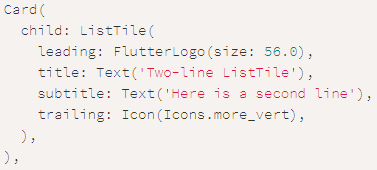 Card(
  child: ListTile(
    leading: FlutterLogo(size: 56.0),
    title: Text('Two-line ListTile'),
    subtitle: Text('Here is a second line'),
    trailing: Icon(Icons.more_vert),
  ),
),